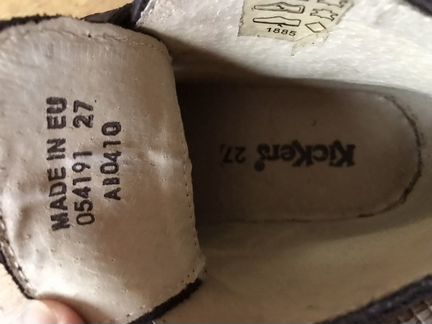 MADE IN EU
054191 27
AB0410
KicKers 27,
1885